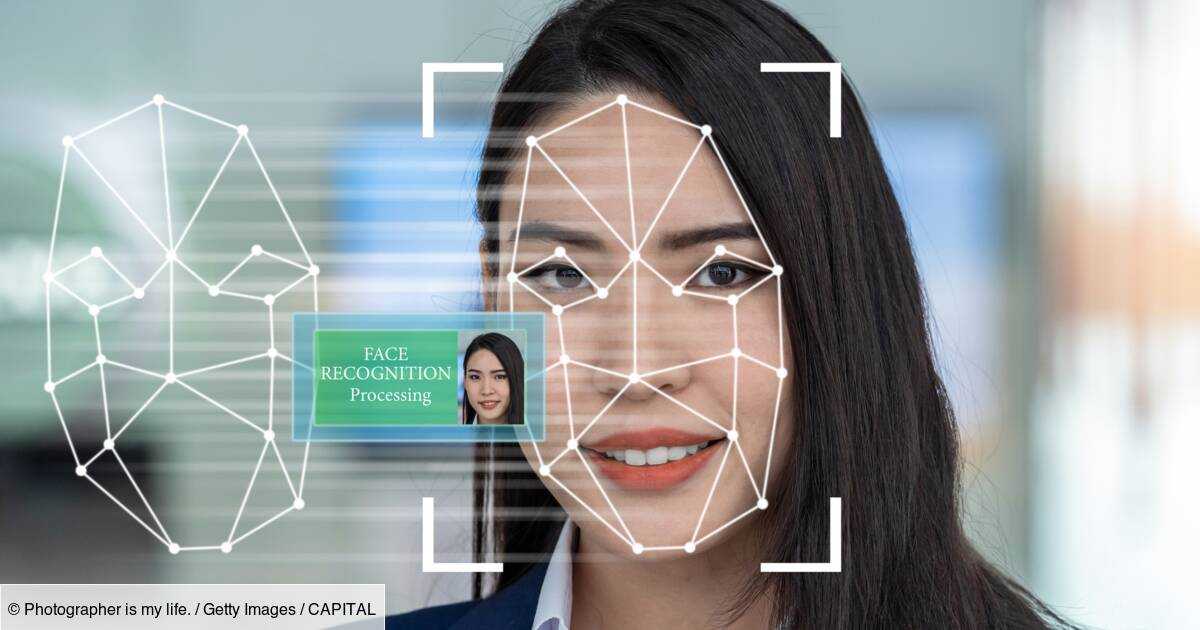 FACE
RECOGNITION
Processing
© Photographer is my life. / Getty Images / CAPITAL